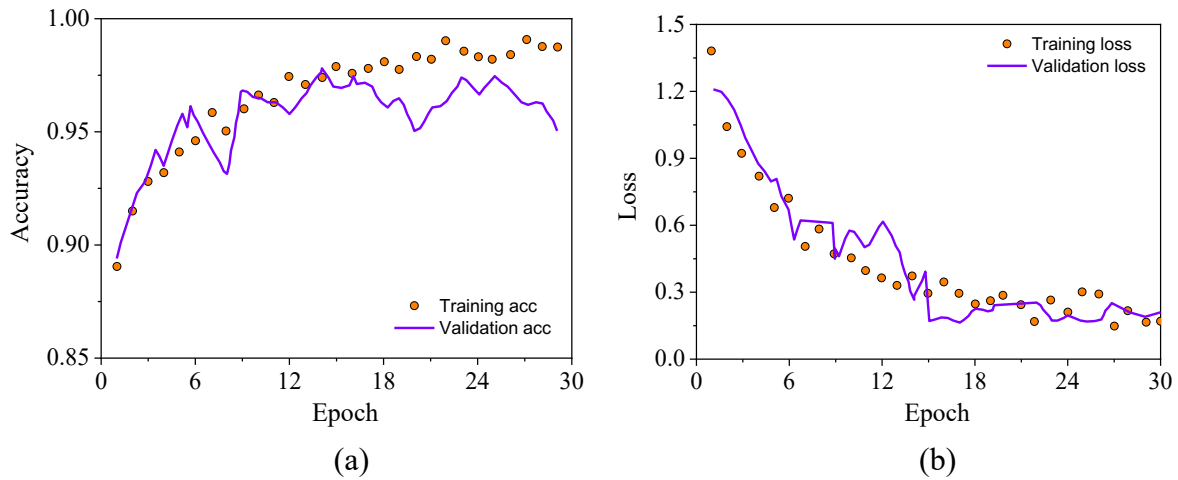 1.00
0.95
0.90
0.85
Accuracy
Training acc
Validation acc
0 6 12 18 24 30
Epoch
(a)
1.5
1.2
0.9
0.6
0.3
0.0
Loss
Training loss
Validation loss
0 6 12 18 24 30
Epoch
(b)